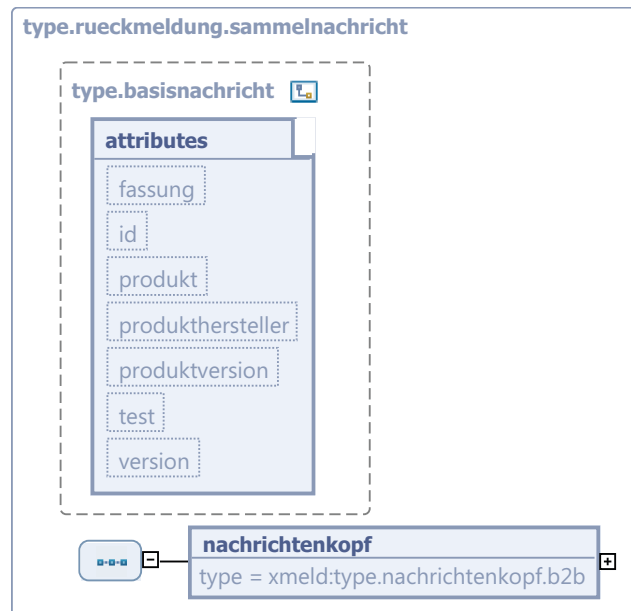 type.rueckmeldung.sammelnachricht
type.basisnachricht
attributes
fassung
id
produkt
produkthersteller
produktversion
test
version
nachrichtenkopf
type = xmeld:type.nachrichtenkopf.b2b